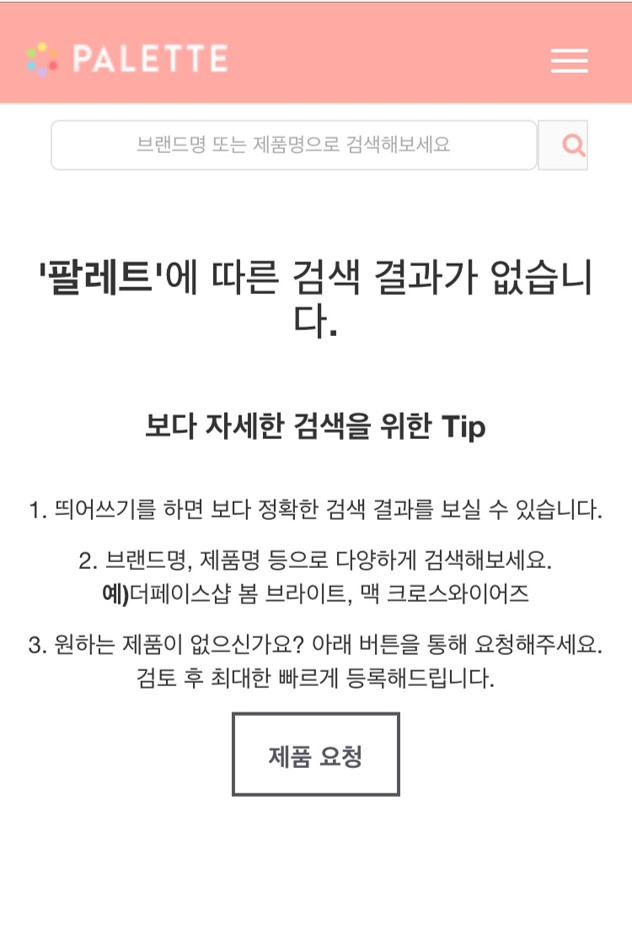 PALETTE
브랜드명 또는 제품명으로 검색해보세요
'팔레트'에 따른 검색 결과가 없습니
다.
보다 자세한 검색을 위한 Tip
1. 띄어쓰기를 하면 보다 정확한 검색 결과를 보실 수 있습니다.
2. 브랜드명, 제품명 등으로 다양하게 검색해보세요.
예)더페이스샵 봄 브라이트, 맥 크로스와이어즈
3. 원하는 제품이 없으신가요? 아래 버튼을 통해 요청해주세요.
검토 후 최대한 빠르게 등록해드립니다.
제품 요청